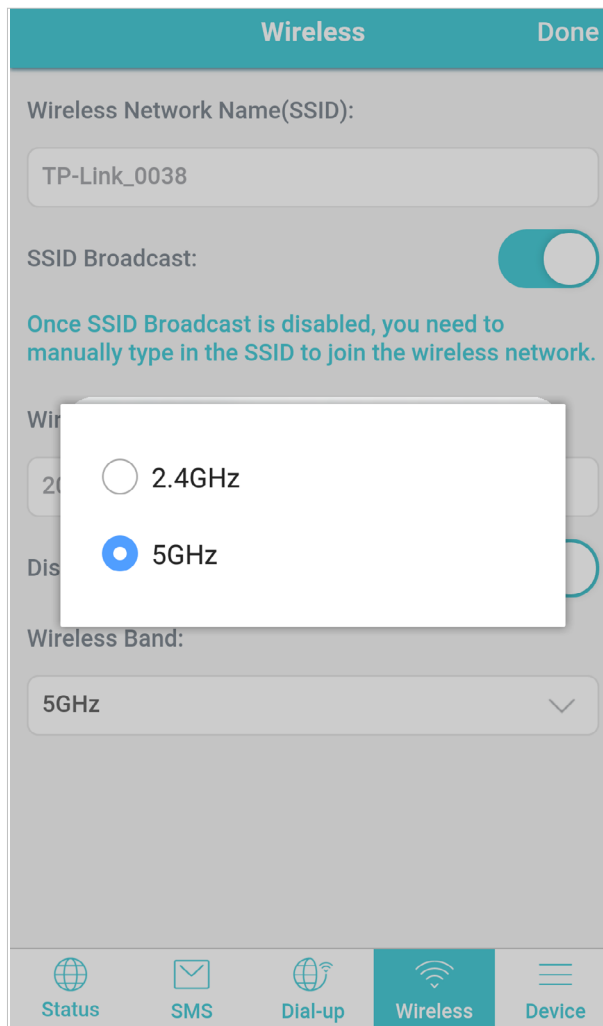 Wireless
Done
Wireless Network Name(SSID):
TP-Link_0038
SSID Broadcast:
Once SSID Broadcast is disabled, you need to
manually type in the SSID to join the wireless network.
2.4GHz
5GHz
Wireless Band:
5GHz
Status
SMS
Dial-up
Wireless
Device